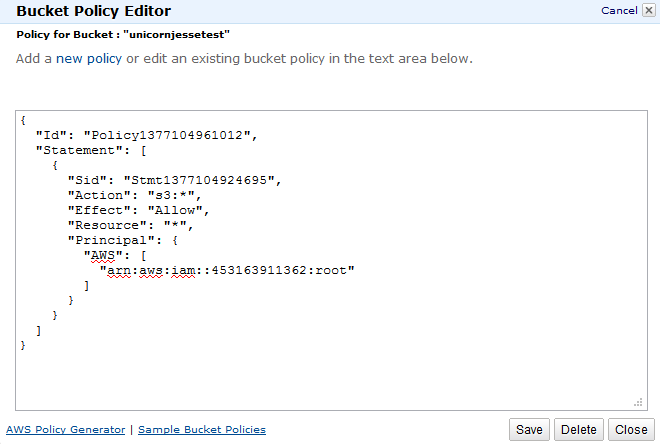 Bucket Policy Editor
Cancel
Policy for Bucket : "unicornjessetest"
Add a new policy or edit an existing bucket policy in the text area below.
{
  "Id": "Policy1377104961012",
  "Statement": [
    {
      "Sid": "Stmt1377104924695",
      "Action": "s3:*",
      "Effect": "Allow",
      "Resource": "*",
      "Principal": {
        "AWS": [
          "arn:aws:iam::453163911362:root"
        ]
      }
    }
  ]
}
AWS Policy Generator | Sample Bucket Policies
Save Delete Close